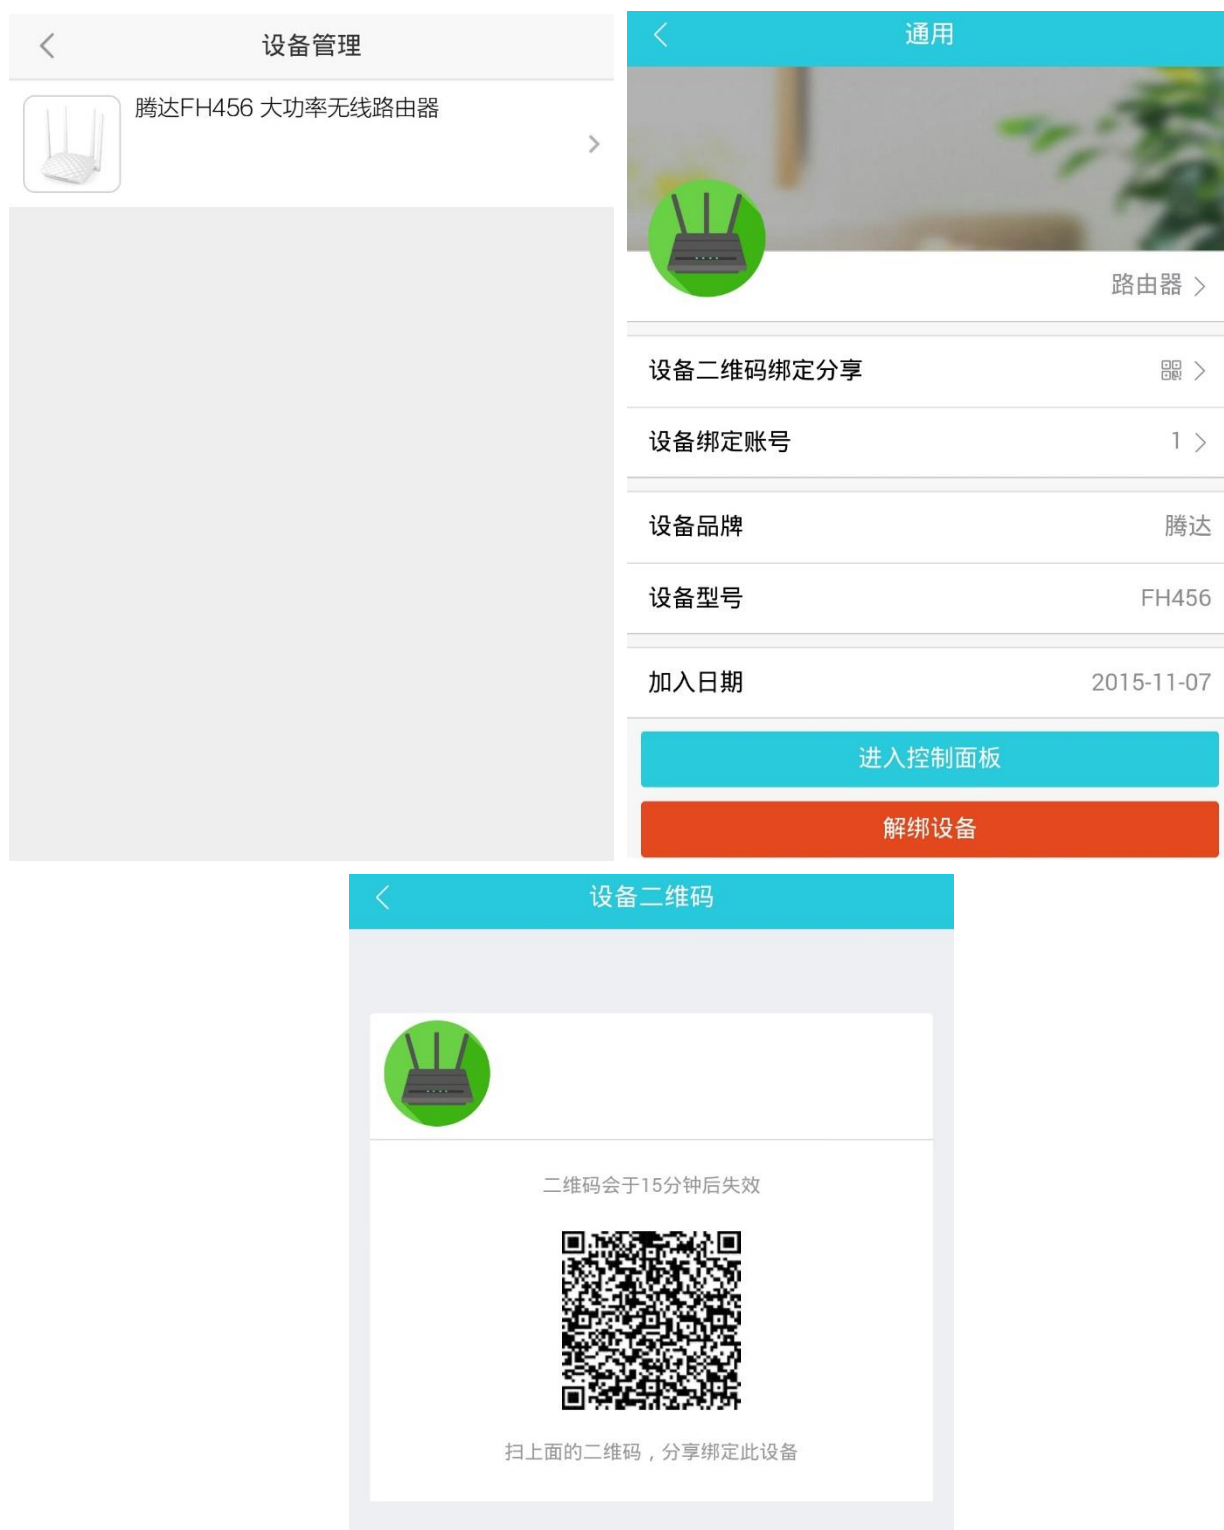 设备管理
腾达FH456 大功率无线路由器
通用
路由器
设备二维码绑定分享
设备绑定账号 1
设备品牌 腾达
设备型号 FH456
加入日期 2015-11-07
进入控制面板
解绑设备
设备二维码
二维码会于15分钟后失效
扫上面的二维码，分享绑定此设备